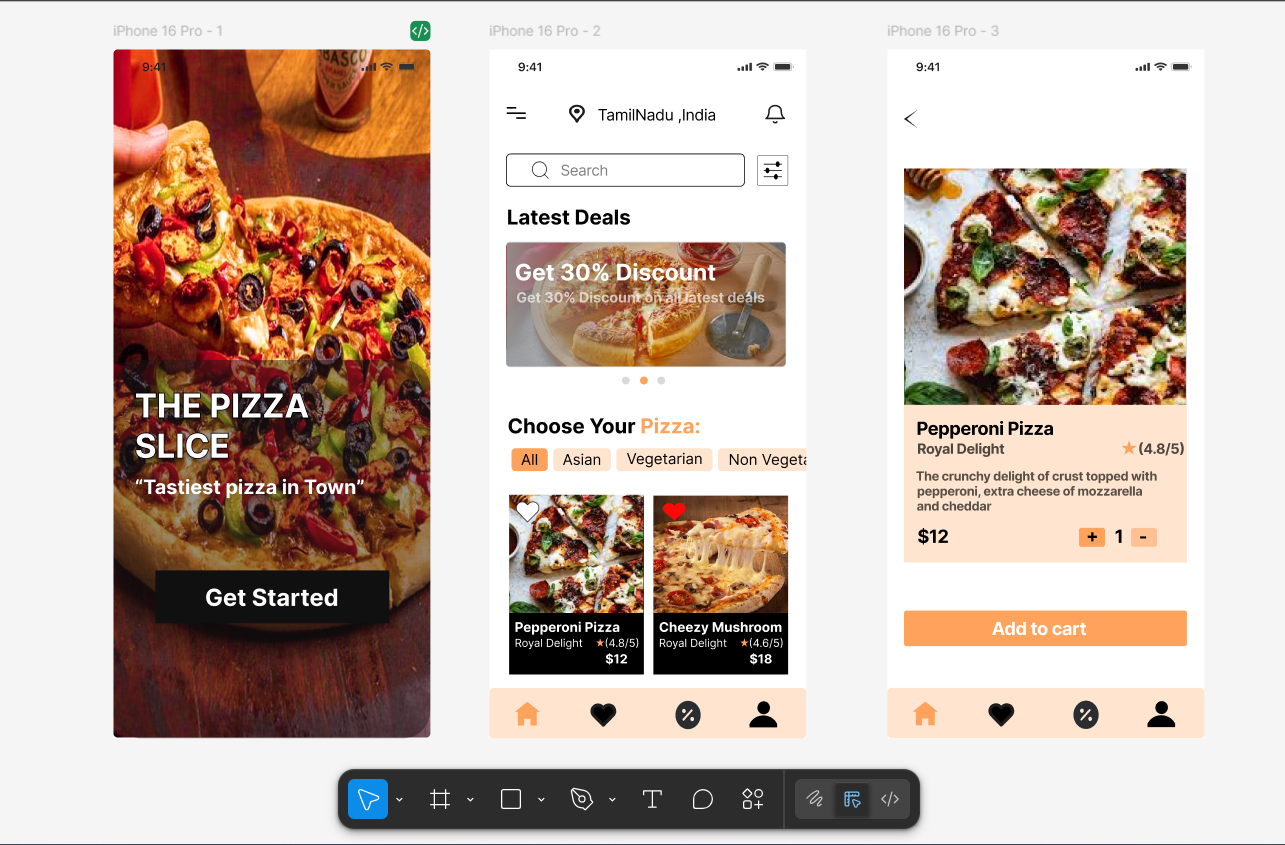 iPhone 16 Pro - 1
9:41
BASCO
THE PIZZA
SLICE
“Tastiest pizza in Town”
Get Started
iPhone 16 Pro - 2
9:41
TamilNadu ,India
Search
Latest Deals
Get 30% Discount
Get 30% Discount on all latest deals
Choose Your Pizza:
All Asian Vegetarian Non Vegeta
Pepperoni Pizza
Royal Delight ★(4.8/5)
$12
Cheezy Mushroom
Royal Delight ★(4.6/5)
$18
iPhone 16 Pro - 3
9:41
Pepperoni Pizza
Royal Delight ★(4.8/5)
The crunchy delight of crust topped with
pepperoni, extra cheese of mozzarella
and cheddar
$12 + 1 -
Add to cart